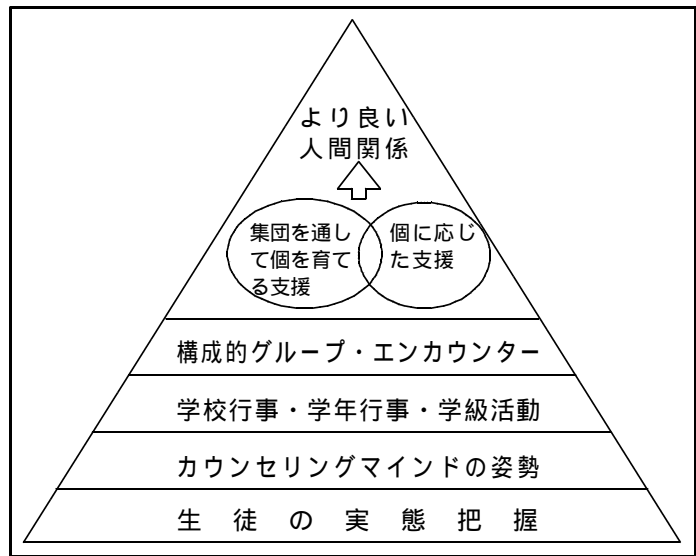 より良い
人間関係
集団を通し
て個を育て
る支援
個に応じ
た支援
構成的グループ・エンカウンター
学校行事・学年行事・学級活動
カウンセリングマインドの姿勢
生徒の実態把握